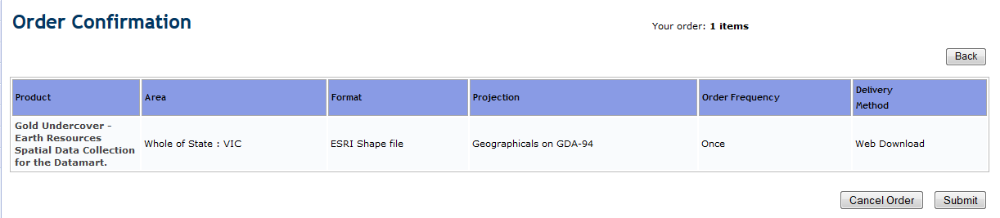 Order Confirmation
Your order: 1 items
Back
Product
Area
Format
Projection
Order Frequency
Delivery
Method
Gold Undercover -
Earth Resources
Spatial Data Collection
for the Datamart.
Whole of State : VIC
ESRI Shape file
Geographicals on GDA-94
Once
Web Download
Cancel Order
Submit